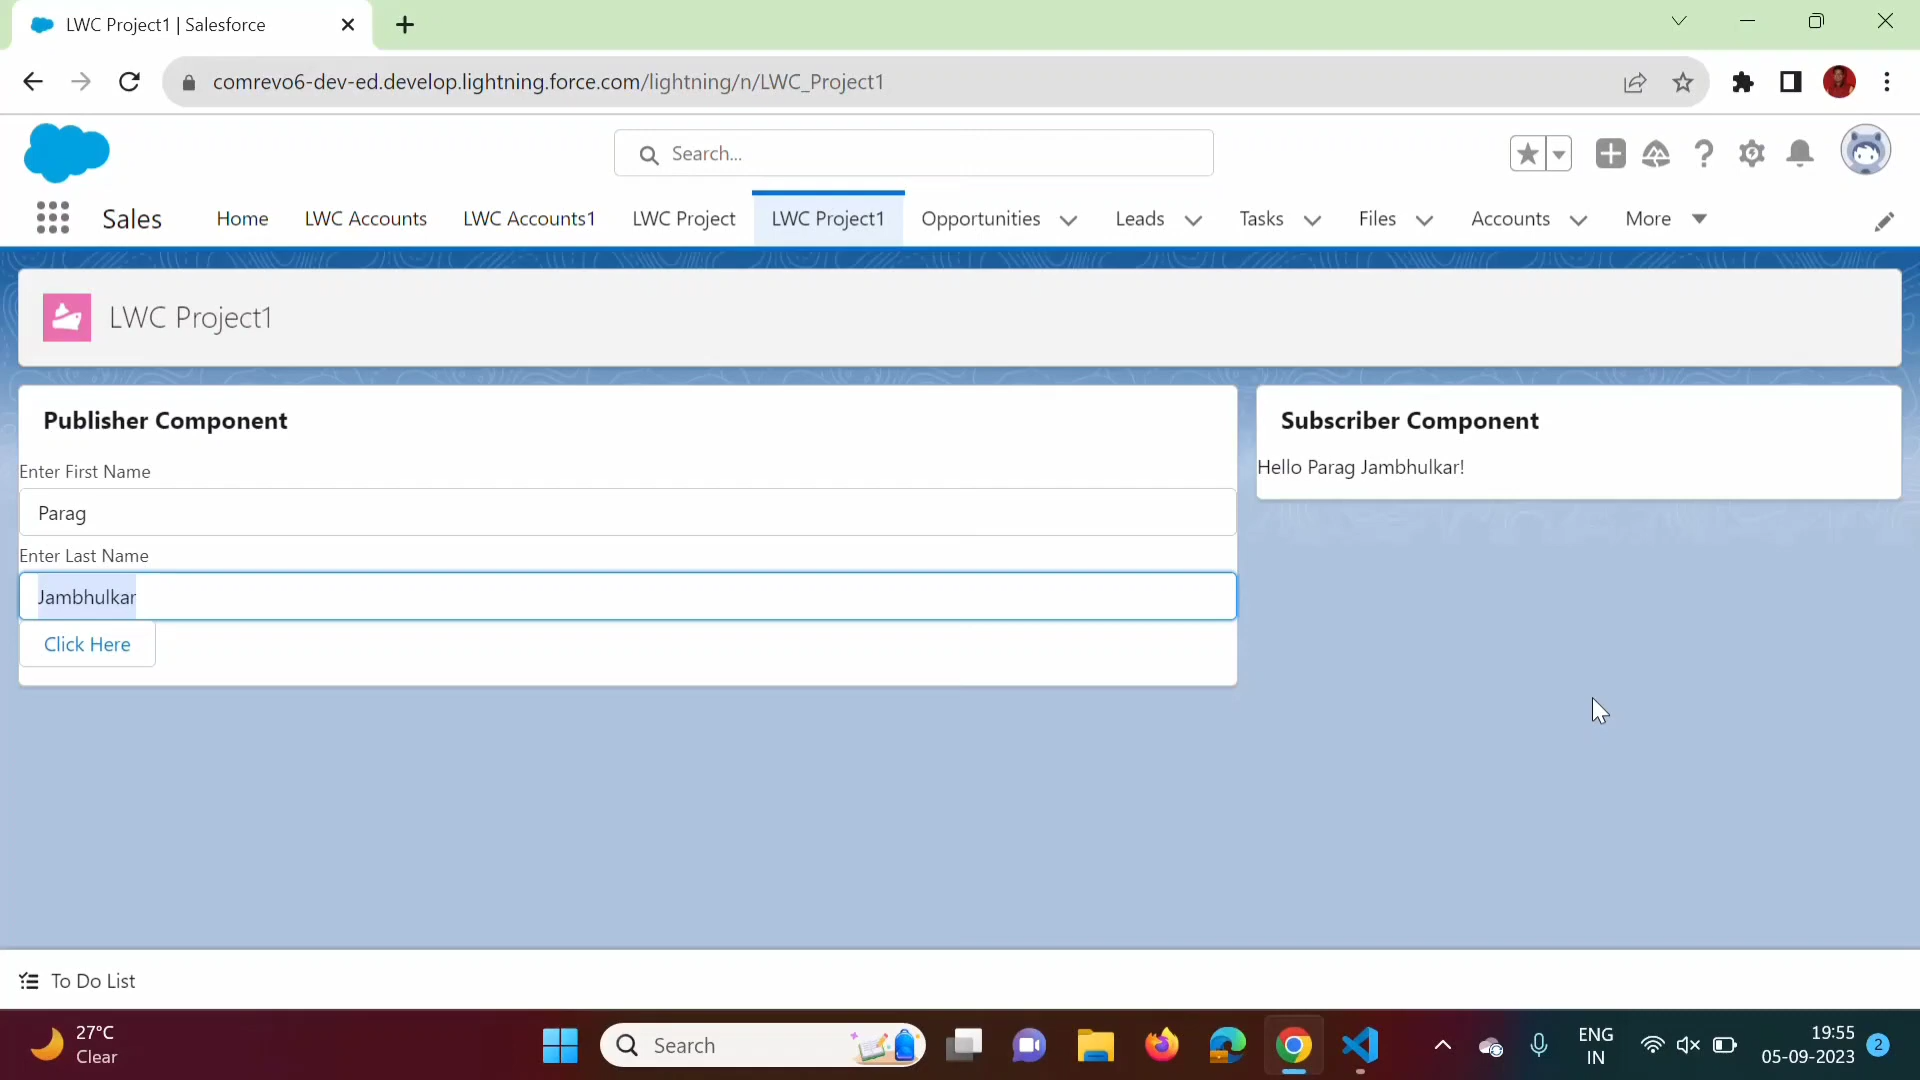 LWC Project1 | Salesforce
comrevo6-dev-ed.develop.lightning.force.com/lightning/n/LWC_Project1
Search...
Sales
Home
LWC Accounts
LWC Accounts1
LWC Project
LWC Project1
Opportunities
Leads
Tasks
Files
Accounts
More
LWC Project1
Publisher Component
Enter First Name
Parag
Enter Last Name
Jambhulkar
Click Here
Subscriber Component
Hello Parag Jambhulkar!
To Do List
27°C
Clear
Search
ENG
IN
19:55
05-09-2023
2